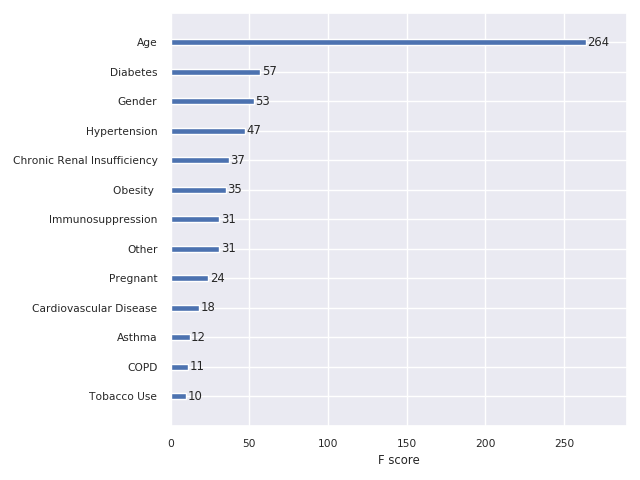 Age 264
Diabetes 57
Gender 53
Hypertension 47
Chronic Renal Insufficiency 37
Obesity 35
Immunosuppression 31
Other 31
Pregnant 24
Cardiovascular Disease 18
Asthma 12
COPD 11
Tobacco Use 10
0 50 100 150 200 250
F score